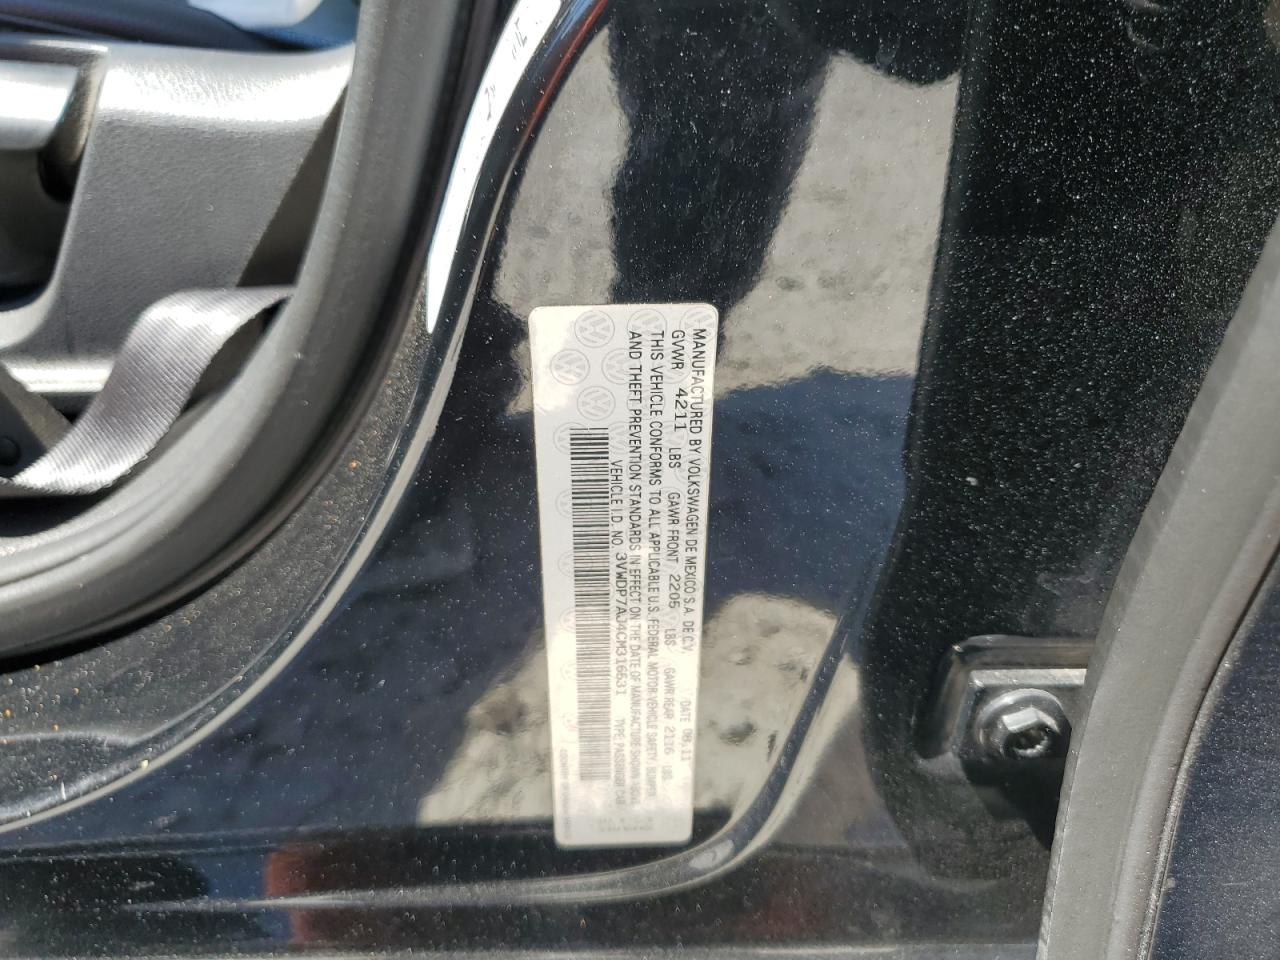 MANUFACTURED BY VOLKSWAGEN DE MEXICO S.A. DE C.V. DATE 08.11
GVWR 4211 LBS GAWR FRONT 2205 LBS GAWR REAR 2116 LBS
THIS VEHICLE CONFORMS TO ALL APPLICABLE U.S. FEDERAL MOTOR VEHICLE SAFETY, BUMPER
AND THEFT PREVENTION STANDARDS IN EFFECT ON THE DATE OF MANUFACTURE SHOWN ABOVE.
VEHICLE I.D. NO. 3VWDP7AJ4CM316631 TYPE: PASSENGER CAR